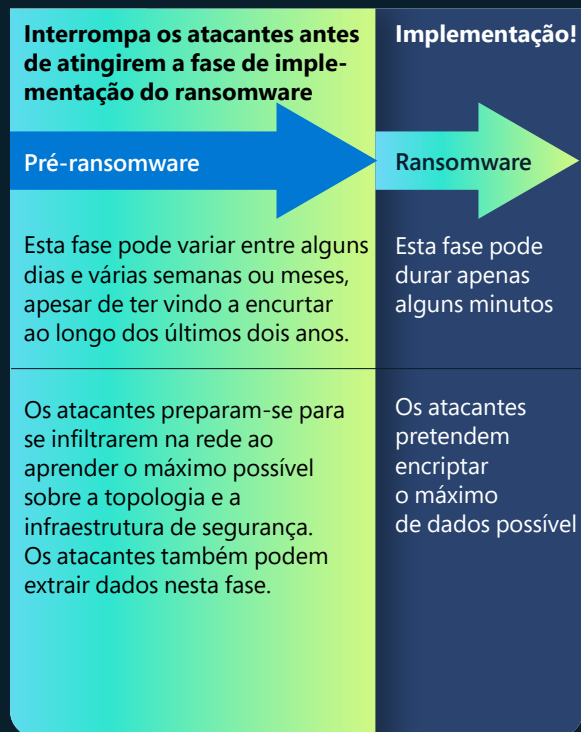 Interrompa os atacantes antes
de atingirem a fase de imple-
mentação do ransomware
Pré-ransomware
Esta fase pode variar entre alguns
dias e várias semanas ou meses,
apesar de ter vindo a encurtar
ao longo dos últimos dois anos.
Os atacantes preparam-se para
se infiltrarem na rede ao
aprender o máximo possível
sobre a topologia e a
infraestrutura de segurança.
Os atacantes também podem
extrair dados nesta fase.
Implementação!
Ransomware
Esta fase pode
durar apenas
alguns minutos
Os atacantes
pretendem
encriptar
o máximo
de dados possível